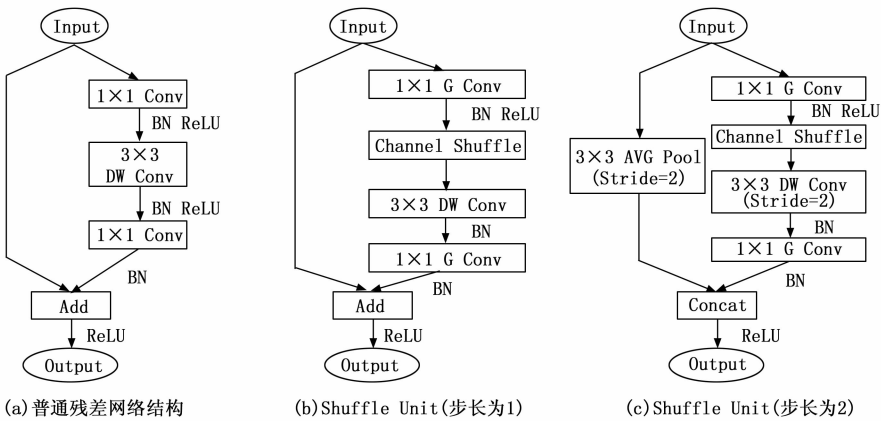 Input
1×1 Conv
BN ReLU
3×3
DW Conv
BN ReLU
1×1 Conv
BN
Add
ReLU
Output
(a)普通残差网络结构
Input
1×1 G Conv
BN ReLU
Channel Shuffle
3×3 DW Conv
BN
1×1 G Conv
BN
Add
ReLU
Output
(b)Shuffle Unit(步长为1)
Input
1×1 G Conv
BN ReLU
Channel Shuffle
3×3 AVG Pool
(Stride=2)
3×3 DW Conv
(Stride=2)
BN
1×1 G Conv
BN
Concat
ReLU
Output
(c)Shuffle Unit(步长为2)